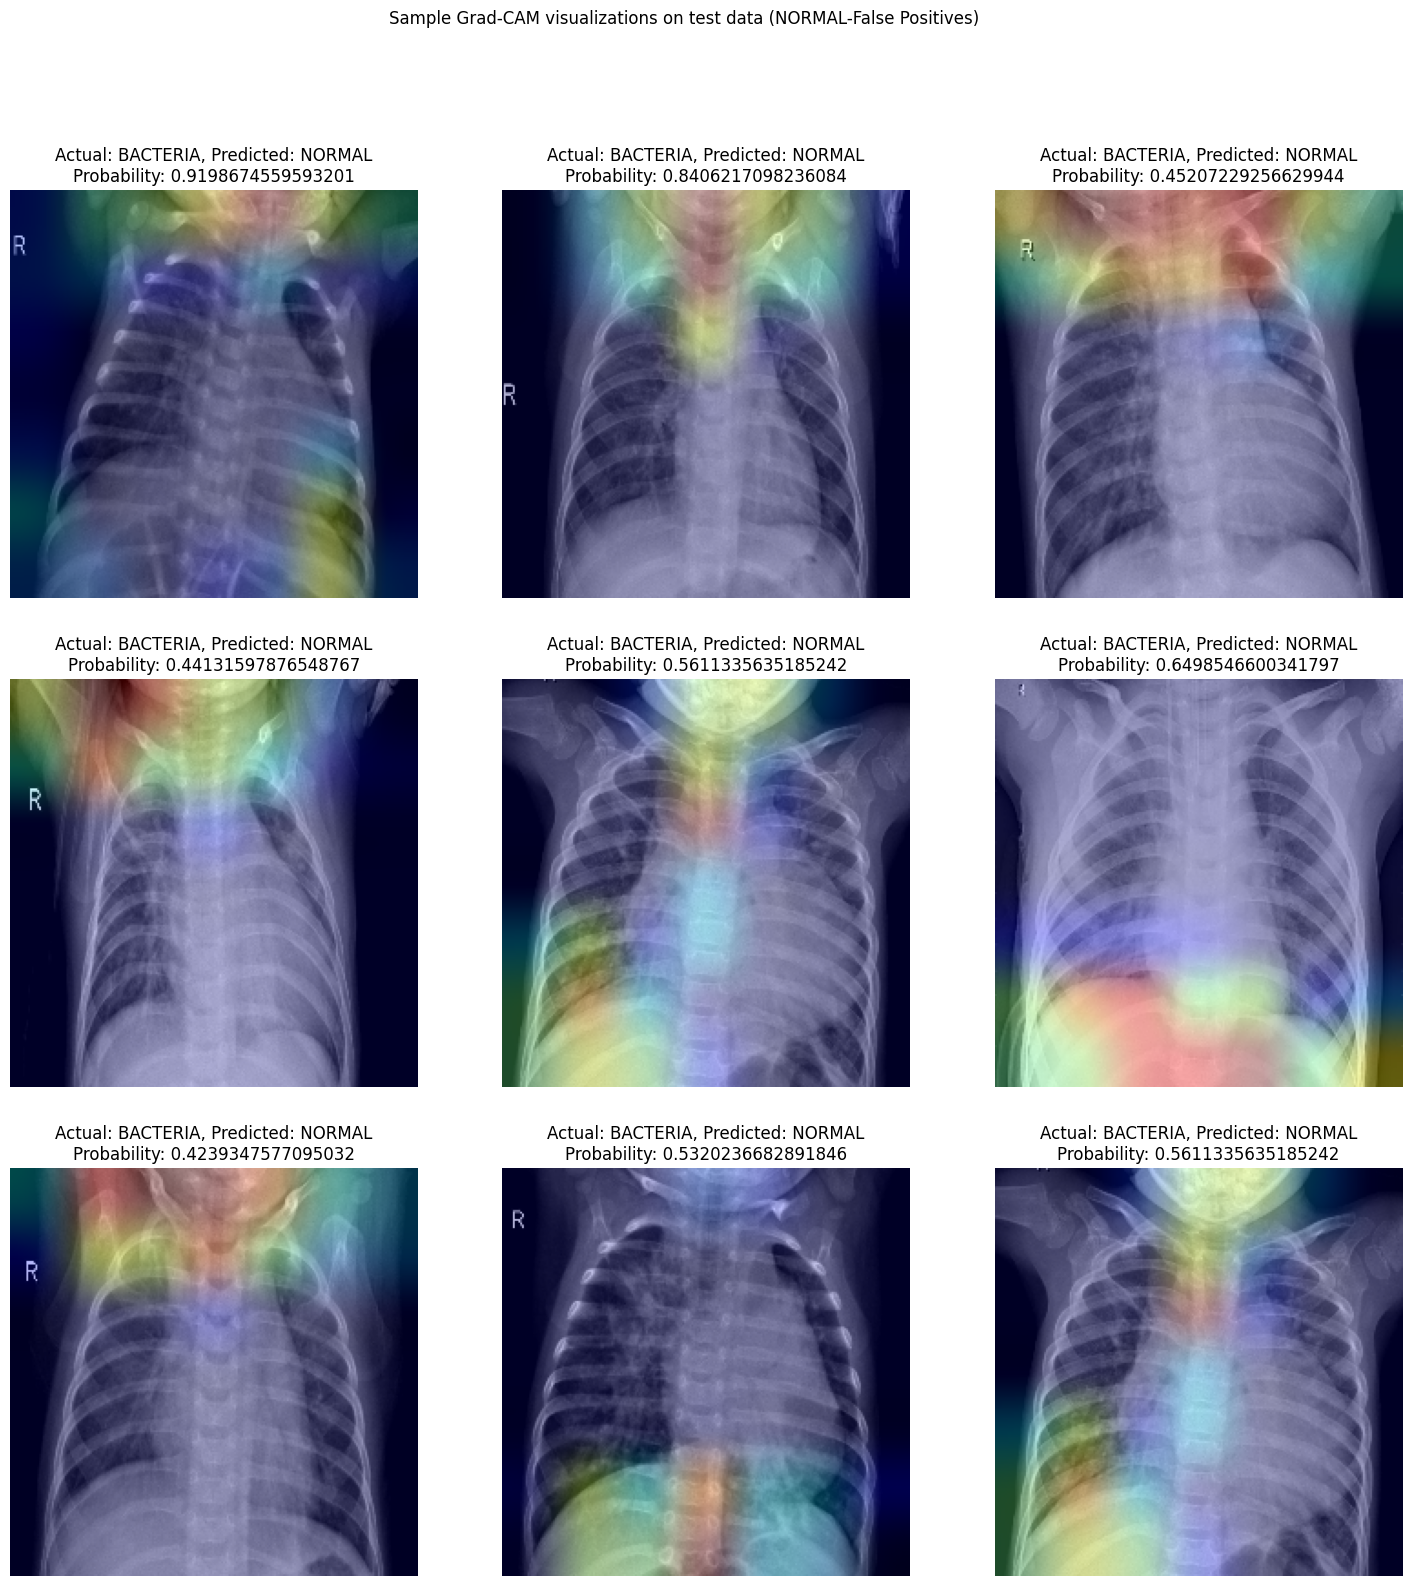 Sample Grad-CAM visualizations on test data (NORMAL-False Positives)
Actual: BACTERIA, Predicted: NORMAL
Probability: 0.9198674559593201
Actual: BACTERIA, Predicted: NORMAL
Probability: 0.8406217098236084
Actual: BACTERIA, Predicted: NORMAL
Probability: 0.45207229256629944
R
R
R
Actual: BACTERIA, Predicted: NORMAL
Probability: 0.44131597876548767
Actual: BACTERIA, Predicted: NORMAL
Probability: 0.5611335635185242
Actual: BACTERIA, Predicted: NORMAL
Probability: 0.6498546600341797
R
Actual: BACTERIA, Predicted: NORMAL
Probability: 0.4239347577095032
Actual: BACTERIA, Predicted: NORMAL
Probability: 0.5320236682891846
Actual: BACTERIA, Predicted: NORMAL
Probability: 0.5611335635185242
R
R